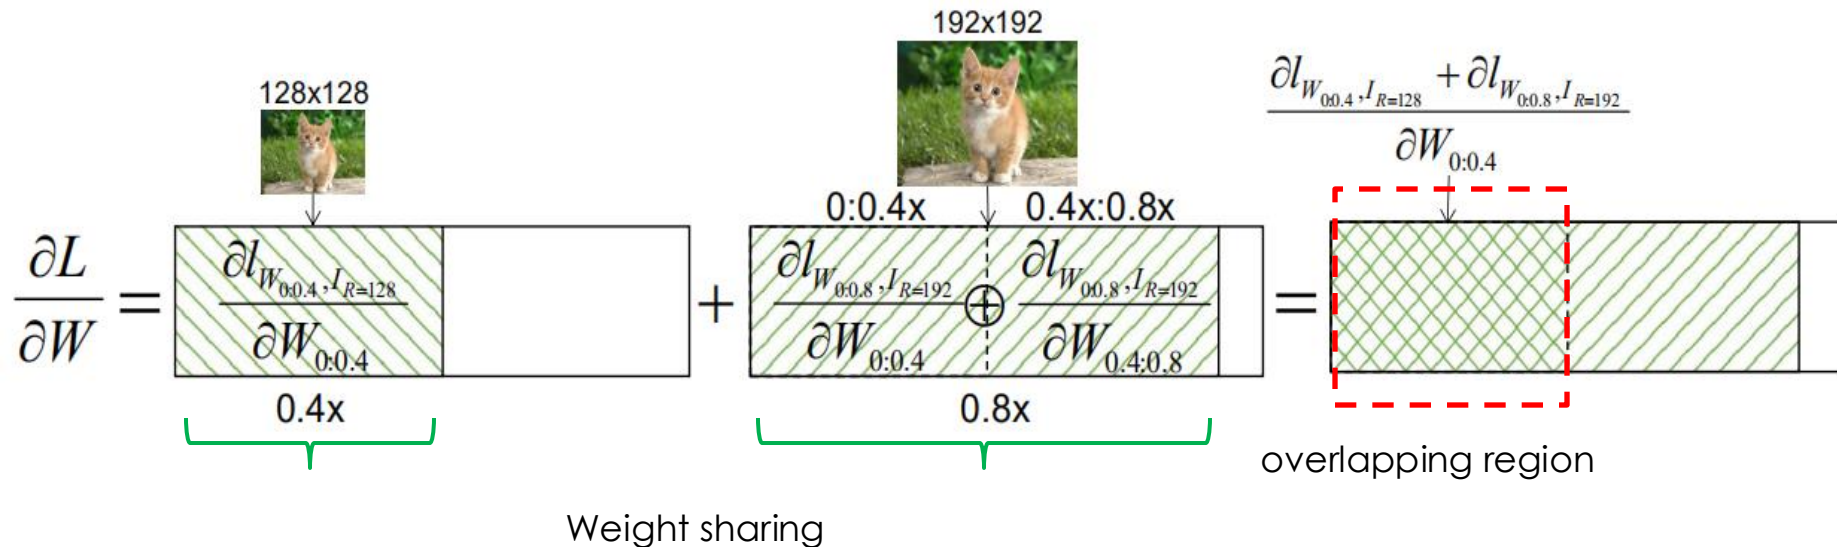 192x192
128x128
∂l_{W_{0:0.4}, I_{R=128}} + ∂l_{W_{0:0.8}, I_{R=192}}
∂W_{0:0.4}
0:0.4x 0.4x:0.8x
∂L/∂W = ∂l_{W_{0:0.4}, I_{R=128}}/∂W_{0:0.4} + ∂l_{W_{0:0.8}, I_{R=192}}/∂W_{0:0.4} ⊕ ∂l_{W_{0:0.8}, I_{R=192}}/∂W_{0.4:0.8} =
0.4x 0.8x
overlapping region
Weight sharing